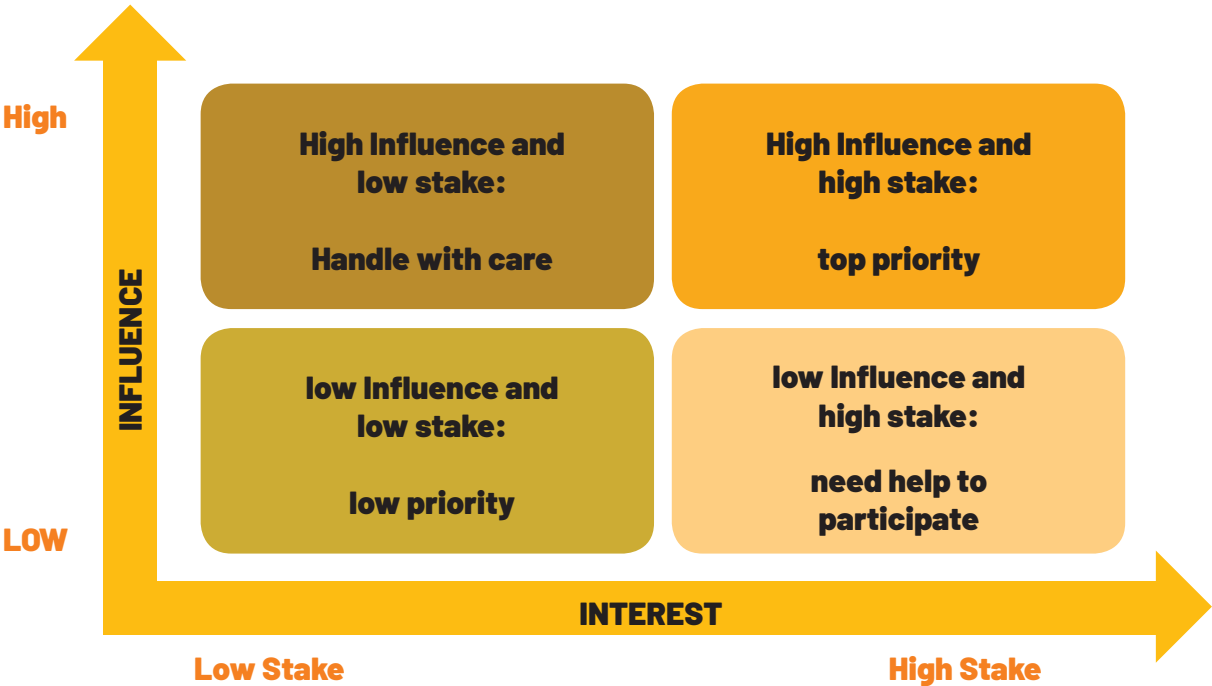 High
High Influence and
low stake:
Handle with care
High Influence and
high stake:
top priority
INFLUENCE
low Influence and
low stake:
low priority
low Influence and
high stake:
need help to
participate
LOW
INTEREST
Low Stake
High Stake